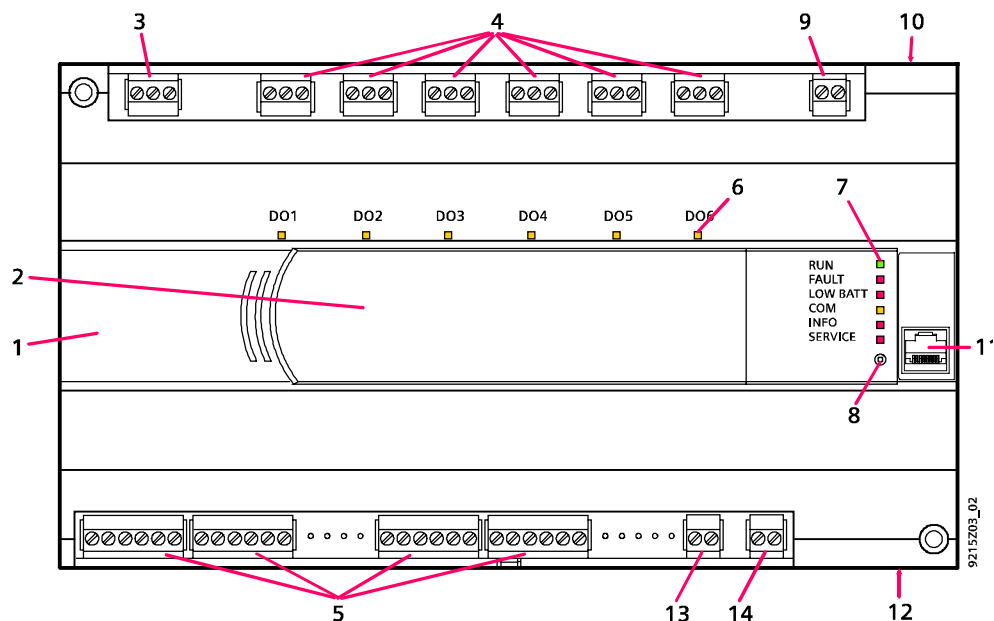 3 4 9 10
DO1 DO2 DO3 DO4 DO5 DO6 6 7
2
1
RUN
FAULT
LOW BATT
COM
INFO
SERVICE
11
8
5 13 14 12
9215Z03_02